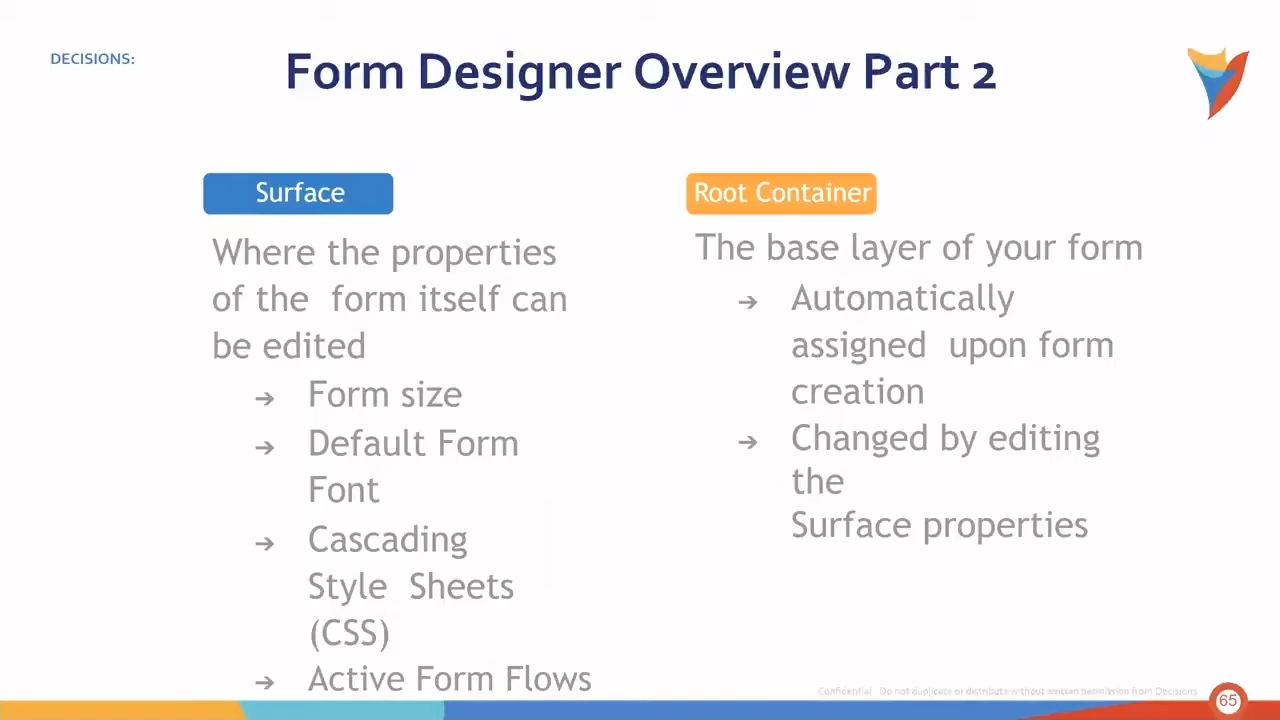 DECISIONS:
Form Designer Overview Part 2
Surface
Where the properties
of the form itself can
be edited
➔ Form size
➔ Default Form
Font
➔ Cascading
Style Sheets
(CSS)
➔ Active Form Flows
Root Container
The base layer of your form
➔ Automatically
assigned upon form
creation
➔ Changed by editing
the
Surface properties
Confidential Do not duplicate or distribute without written permission from Decisions
65